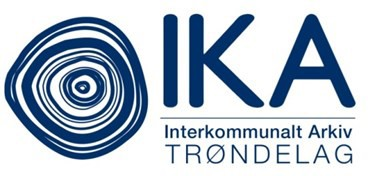 IKA
Interkommunalt Arkiv
TRØNDELAG